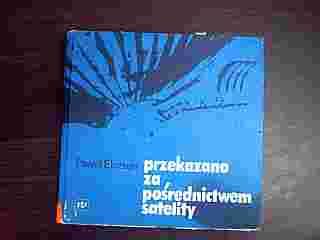 przekazano
za
pośrednictwem
satelity